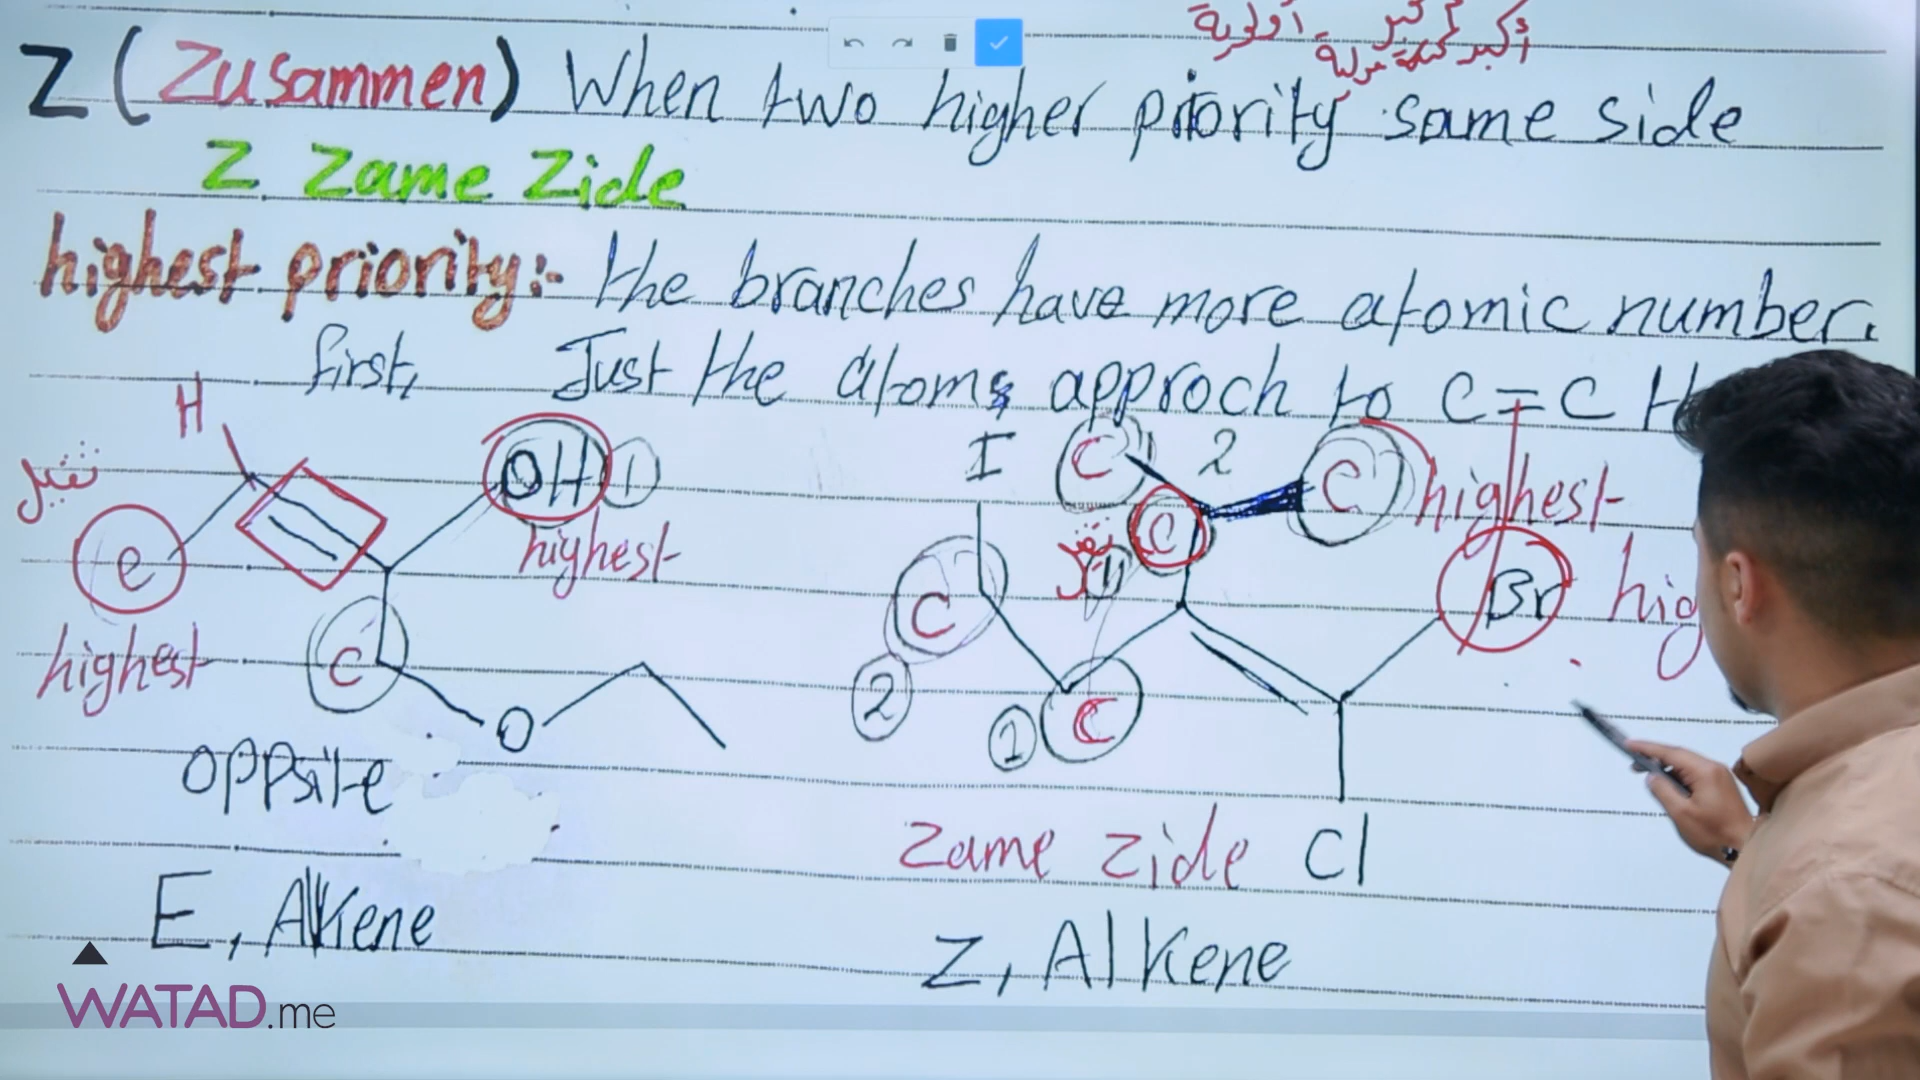 أكبر كتلة مولية
أولوية
Z (Zusammen) When two higher priority same side
Z Zame Zide
highest priority:- the branches have more atomic number.
first, Just the atoms approch to C=C
H
OH 1
highest
e
highest
C
O
oppsite
E, Alkene
I
C
2
C
highest
C
1
C
2
1
C
Br
Zame Zide
Cl
Z, Alkene
WATAD.me